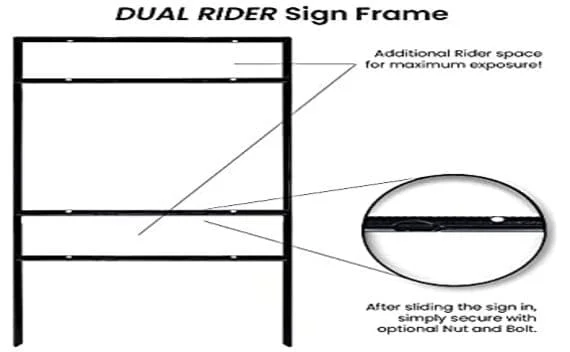 DUAL RIDER Sign Frame
Additional Rider space
for maximum exposure!
After sliding the sign in,
simply secure with
optional Nut and Bolt.